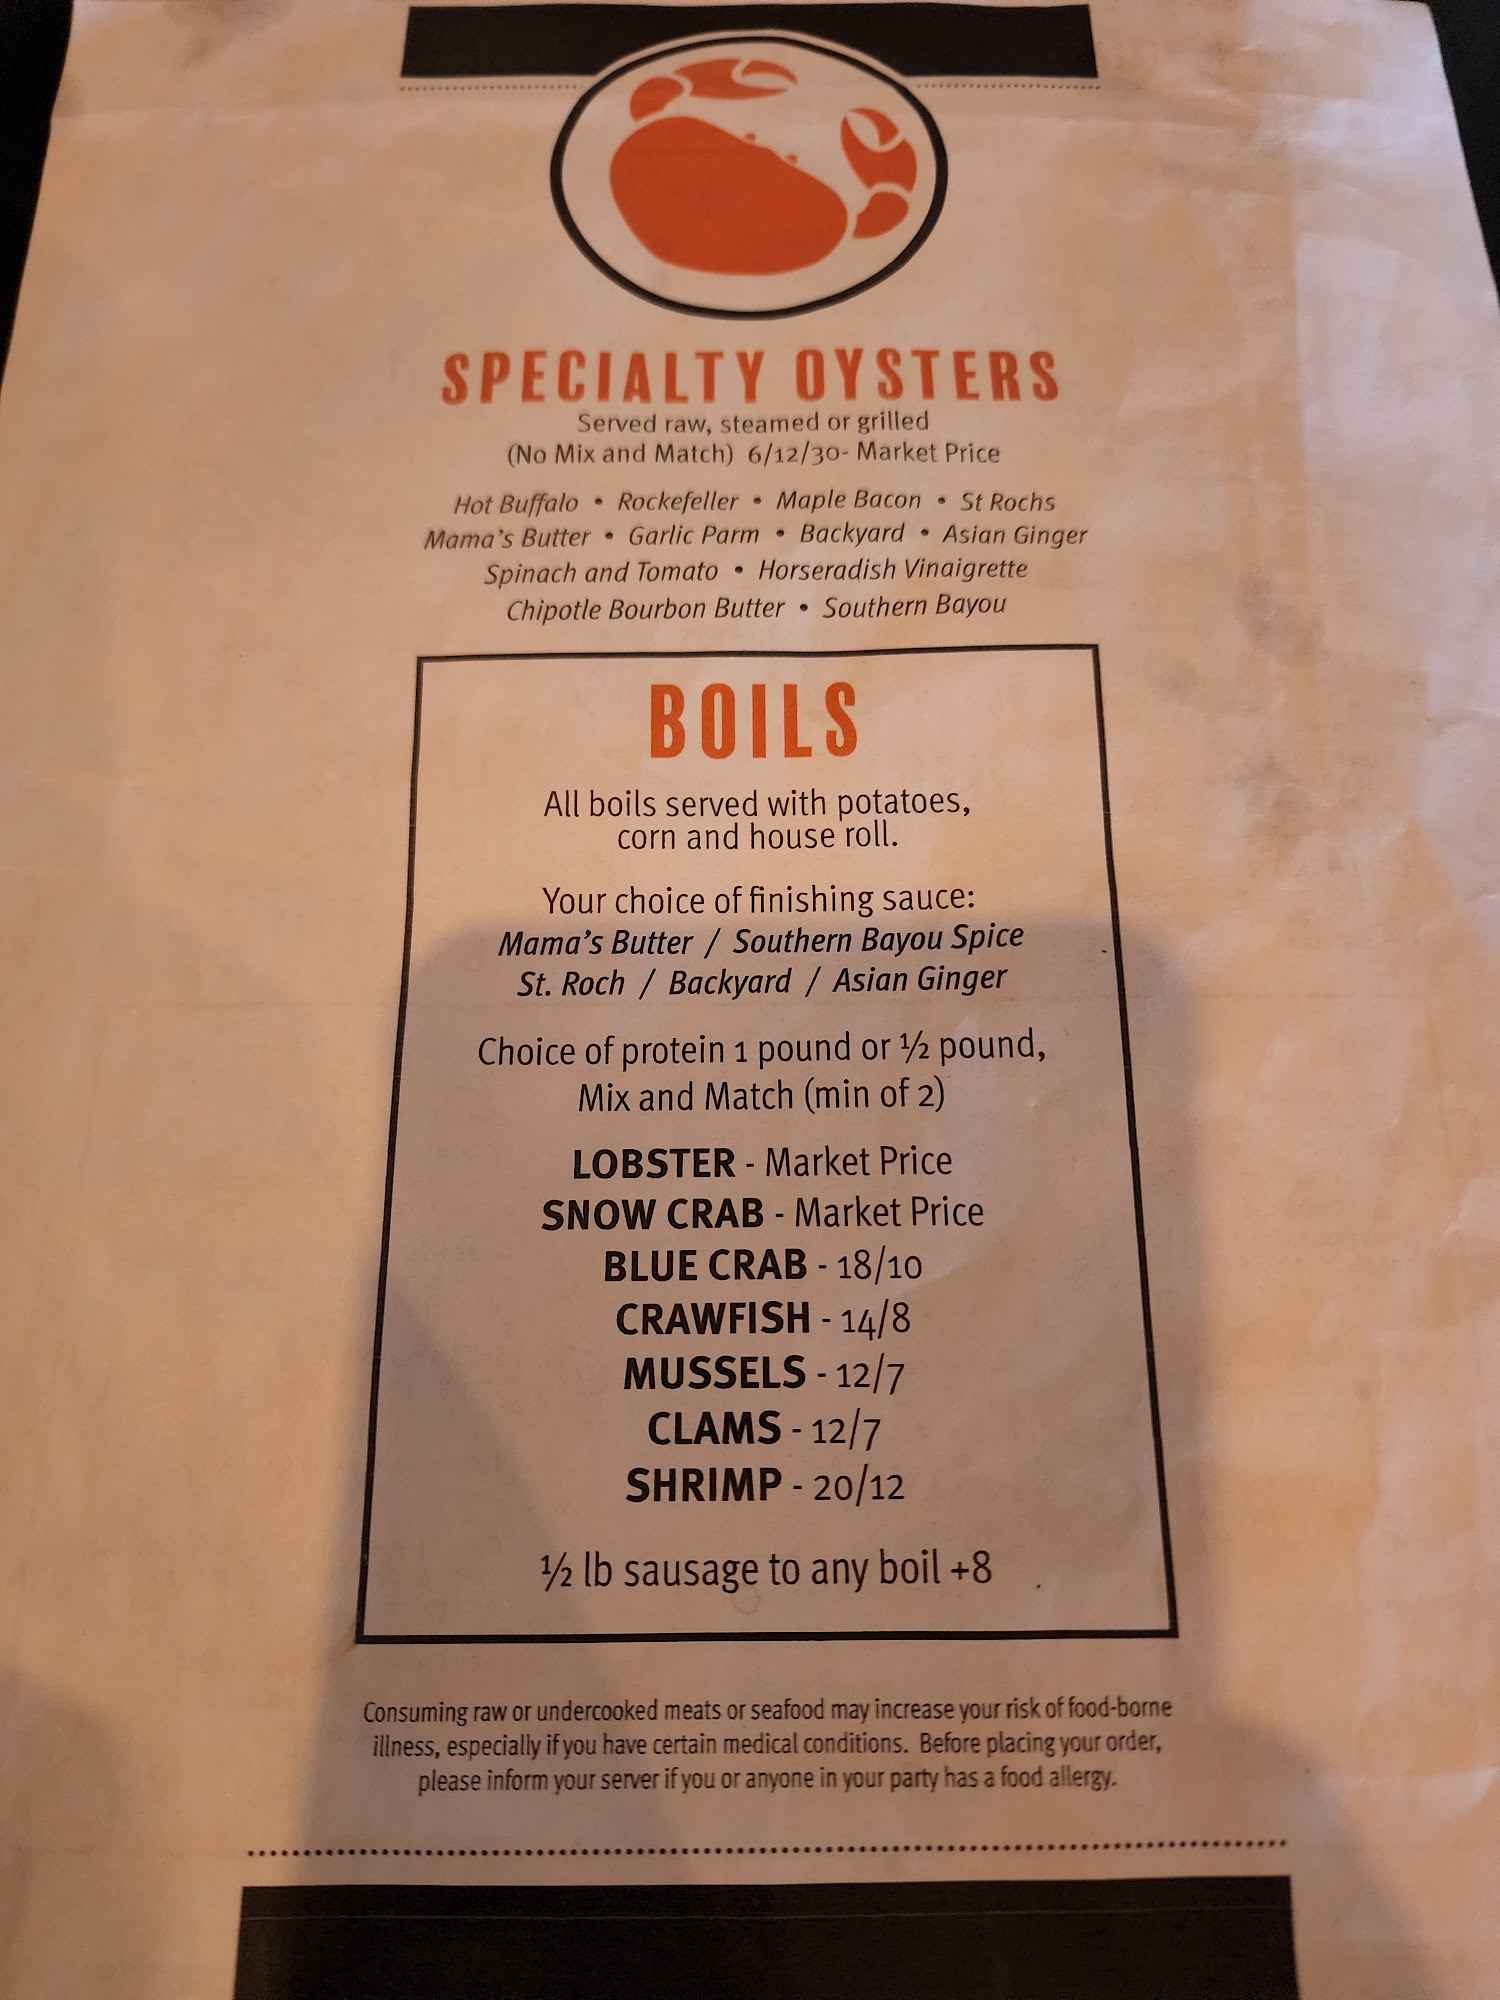 SPECIALTY OYSTERS
Served raw, steamed or grilled
(No Mix and Match) 6/12/30- Market Price
Hot Buffalo • Rockefeller • Maple Bacon • St Rochs
Mama's Butter • Garlic Parm • Backyard • Asian Ginger
Spinach and Tomato • Horseradish Vinaigrette
Chipotle Bourbon Butter • Southern Bayou
BOILS
All boils served with potatoes,
corn and house roll.
Your choice of finishing sauce:
Mama's Butter / Southern Bayou Spice
St. Roch / Backyard / Asian Ginger
Choice of protein 1 pound or ½ pound,
Mix and Match (min of 2)
LOBSTER - Market Price
SNOW CRAB - Market Price
BLUE CRAB - 18/10
CRAWFISH - 14/8
MUSSELS - 12/7
CLAMS - 12/7
SHRIMP - 20/12
½ lb sausage to any boil +8
Consuming raw or undercooked meats or seafood may increase your risk of food-borne
illness, especially if you have certain medical conditions. Before placing your order,
please inform your server if you or anyone in your party has a food allergy.